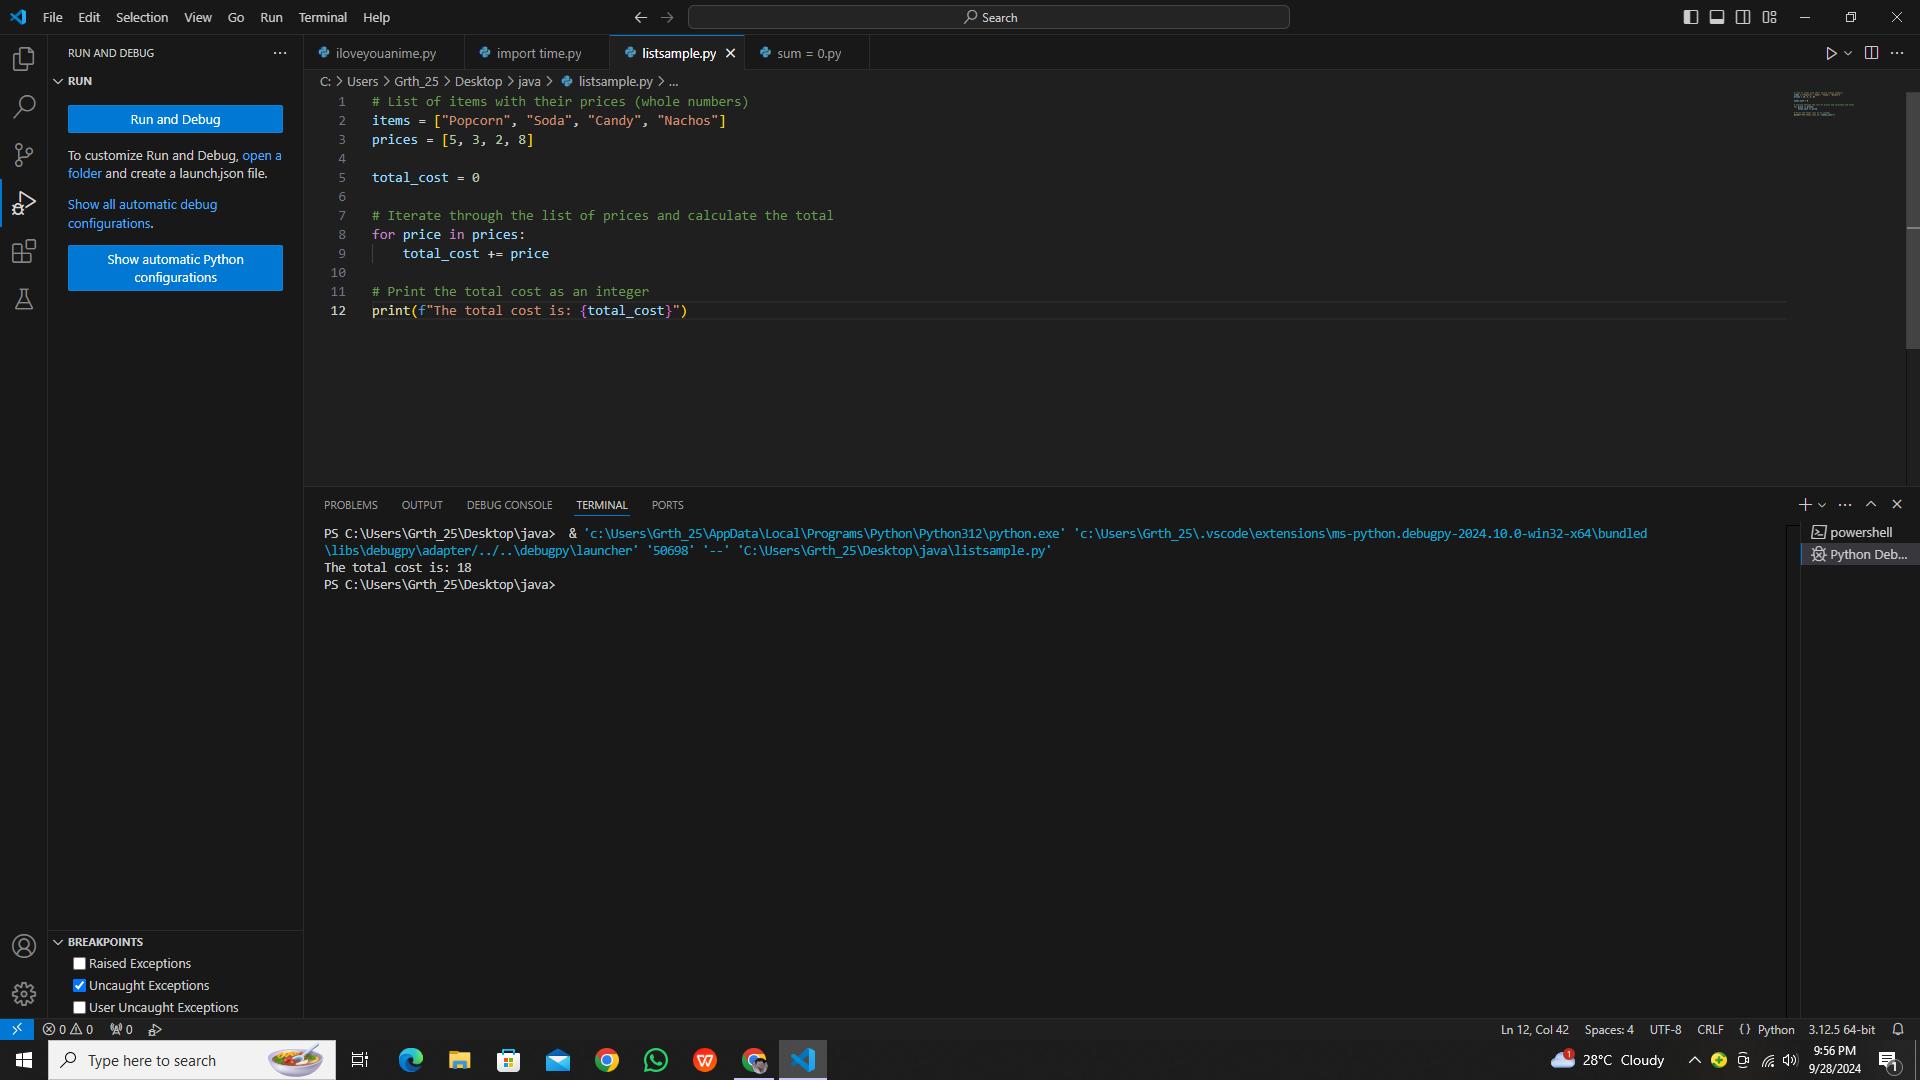 File Edit Selection View Go Run Terminal Help
Search
RUN AND DEBUG
RUN
Run and Debug
To customize Run and Debug, open a
folder and create a launch.json file.
Show all automatic debug
configurations.
Show automatic Python
configurations
iloveyouanime.py
import time.py
listsample.py
sum = 0.py
C: > Users > Grth_25 > Desktop > java > listsample.py > ...
1 # List of items with their prices (whole numbers)
2 items = ["Popcorn", "Soda", "Candy", "Nachos"]
3 prices = [5, 3, 2, 8]
4
5 total_cost = 0
6
7 # Iterate through the list of prices and calculate the total
8 for price in prices:
9     total_cost += price
10
11 # Print the total cost as an integer
12 print(f"The total cost is: {total_cost}")
PROBLEMS OUTPUT DEBUG CONSOLE TERMINAL PORTS
PS C:\Users\Grth_25\Desktop\java>  & 'c:\Users\Grth_25\AppData\Local\Programs\Python\Python312\python.exe' 'c:\Users\Grth_25\.vscode\extensions\ms-python.debugpy-2024.10.0-win32-x64\bundled
\libs\debugpy\adapter/../..\debugpy\launcher' '50698' '--' 'C:\Users\Grth_25\Desktop\java\listsample.py'
The total cost is: 18
PS C:\Users\Grth_25\Desktop\java>
powershell
Python Deb...
BREAKPOINTS
Raised Exceptions
Uncaught Exceptions
User Uncaught Exceptions
0 0 0
Ln 12, Col 42 Spaces: 4 UTF-8 CRLF {} Python 3.12.5 64-bit
Type here to search
1
28°C Cloudy
9:56 PM
9/28/2024
1